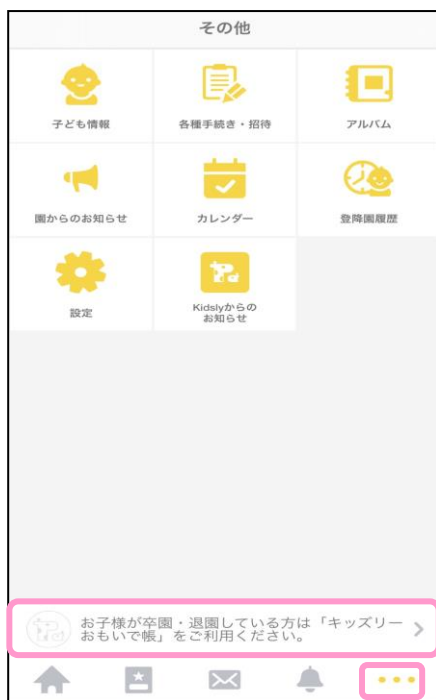 その他
子ども情報
各種手続き・招待
アルバム
園からのお知らせ
カレンダー
登降園履歴
設定
Kidslyからの
お知らせ
お子様が卒園・退園している方は「キッズリー
おもいで帳」をご利用ください。